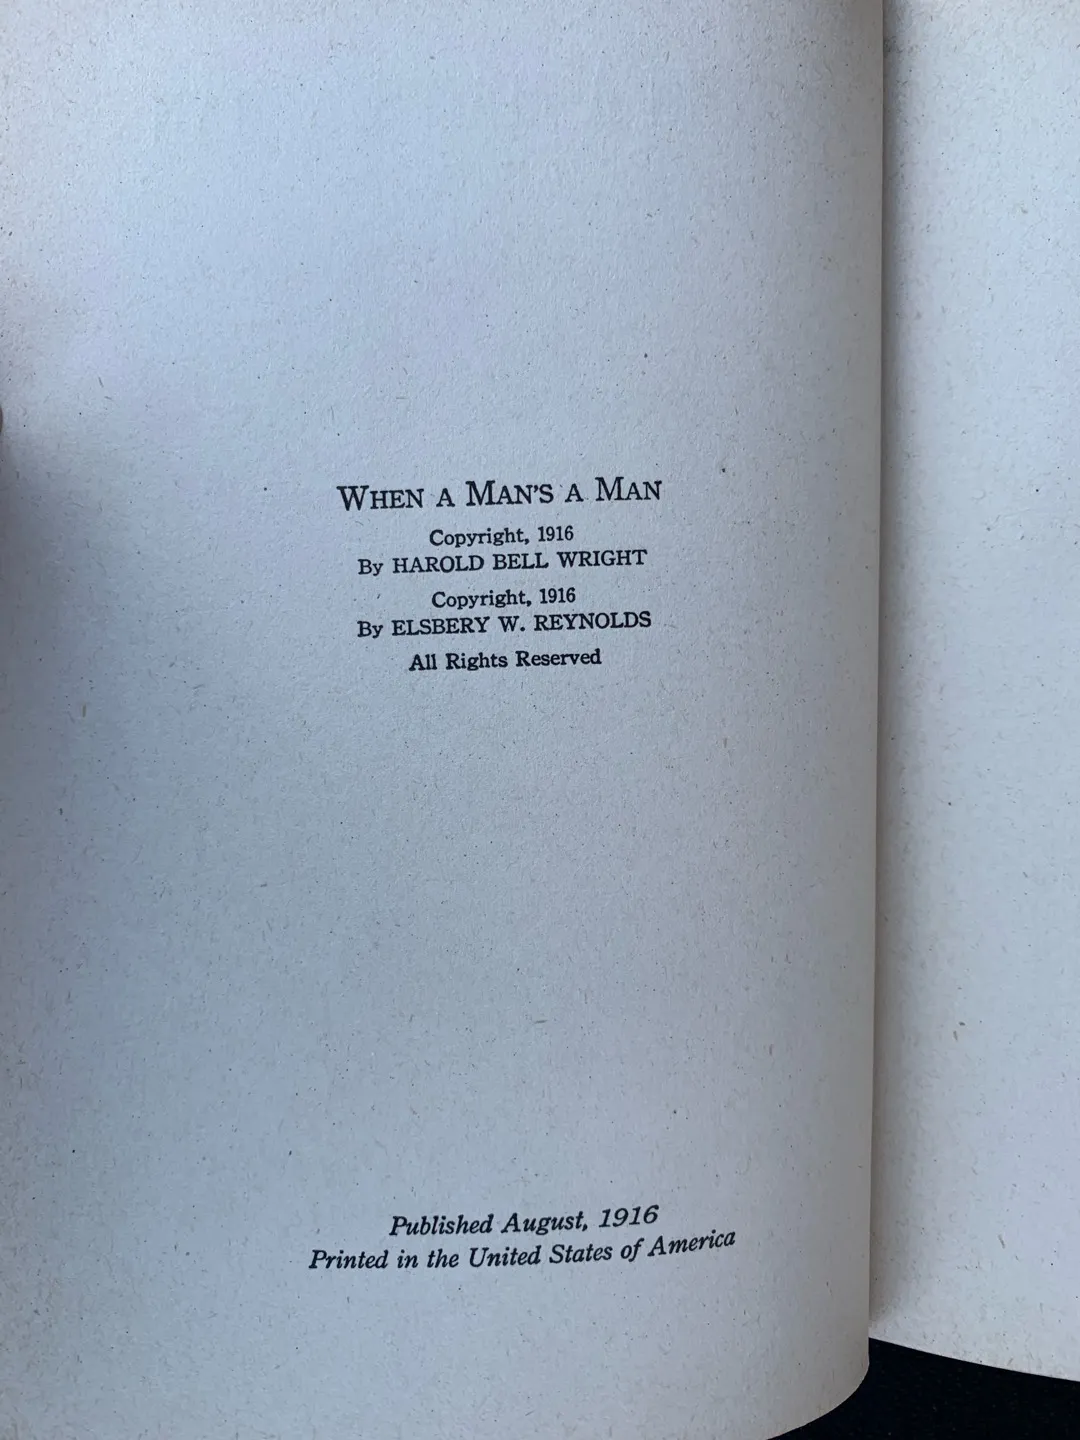 WHEN A MAN'S A MAN
Copyright, 1916
By HAROLD BELL WRIGHT
Copyright, 1916
By ELSBERY W. REYNOLDS
All Rights Reserved
Published August, 1916
Printed in the United States of America